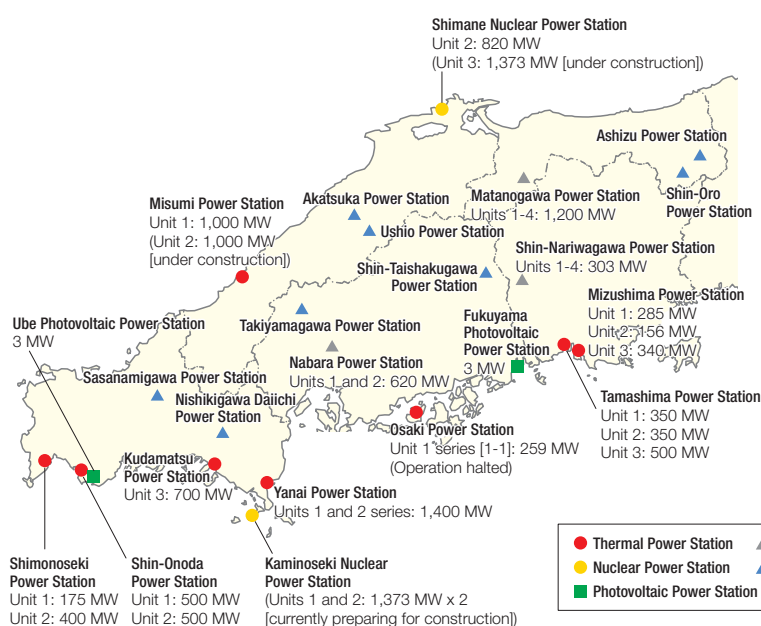 Shimane Nuclear Power Station
Unit 2: 820 MW
(Unit 3: 1,373 MW [under construction])
Ashizu Power Station
Shin-Oro
Power Station
Matanogawa Power Station
Units 1-4: 1,200 MW
Akatsuka Power Station
Ushio Power Station
Misumi Power Station
Unit 1: 1,000 MW
(Unit 2: 1,000 MW
[under construction])
Shin-Taishakugawa
Power Station
Shin-Nariwagawa Power Station
Units 1-4: 303 MW
Mizushima Power Station
Unit 1: 285 MW
Unit 2: 156 MW
Unit 3: 340 MW
Ube Photovoltaic Power Station
3 MW
Takiyamagawa Power Station
Fukuyama
Photovoltaic
Power Station
3 MW
Nabara Power Station
Units 1 and 2: 620 MW
Sasanamigawa Power Station
Nishikigawa Daiichi
Power Station
Tamashima Power Station
Unit 1: 350 MW
Unit 2: 350 MW
Unit 3: 500 MW
Osaki Power Station
Unit 1 series [1-1]: 259 MW
(Operation halted)
Kudamatsu
Power Station
Unit 3: 700 MW
Yanai Power Station
Units 1 and 2 series: 1,400 MW
Shimonoseki
Power Station
Unit 1: 175 MW
Unit 2: 400 MW
Shin-Onoda
Power Station
Unit 1: 500 MW
Unit 2: 500 MW
Kaminoseki Nuclear
Power Station
(Units 1 and 2: 1,373 MW x 2
[currently preparing for construction])
Thermal Power Station
Nuclear Power Station
Photovoltaic Power Station